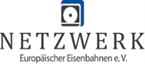 NETZWERK
Europäischer Eisenbahnen e.V.